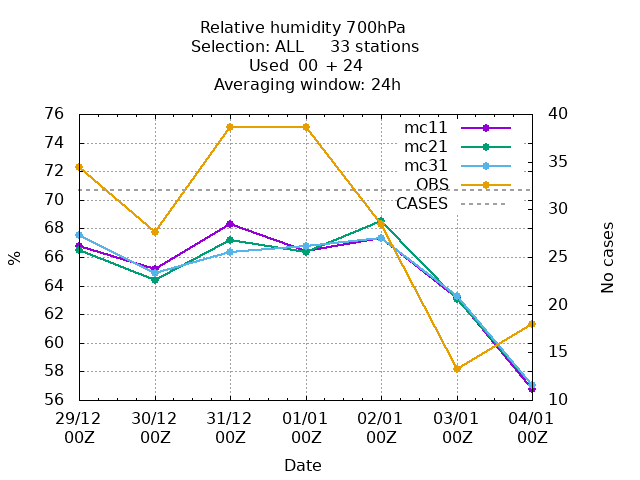 Relative humidity 700hPa
Selection: ALL 33 stations
Used 00 + 24
Averaging window: 24h
76
74
72
70
68
66
64
62
60
58
56
40
35
30
25
20
15
10
%
No cases
mc11
mc21
mc31
OBS
CASES
29/12 30/12 31/12 01/01 02/01 03/01 04/01
00Z 00Z 00Z 00Z 00Z 00Z 00Z
Date